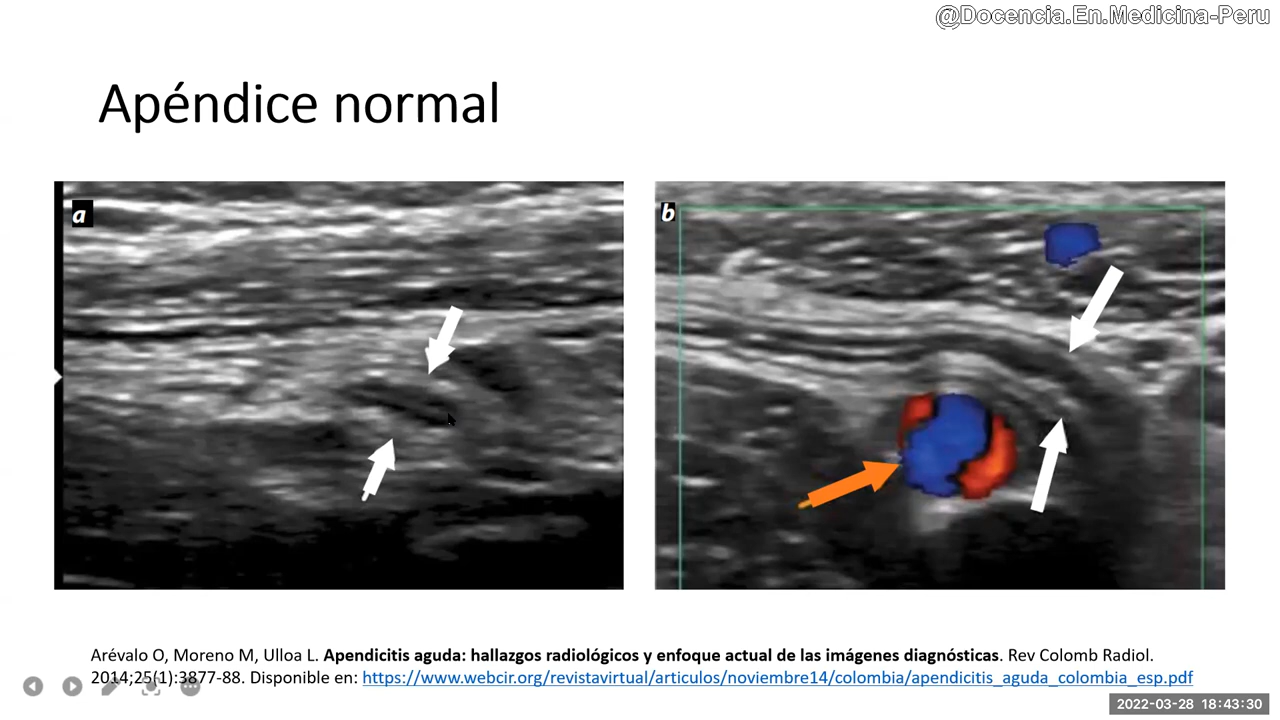 @Docencia.En.Medicina-Peru
Apéndice normal
a
b
Arévalo O, Moreno M, Ulloa L. Apendicitis aguda: hallazgos radiológicos y enfoque actual de las imágenes diagnósticas. Rev Colomb Radiol.
2014;25(1):3877-88. Disponible en: https://www.webcir.org/revistavirtual/articulos/noviembre14/colombia/apendicitis_aguda_colombia_esp.pdf
2022-03-28 18:43:30